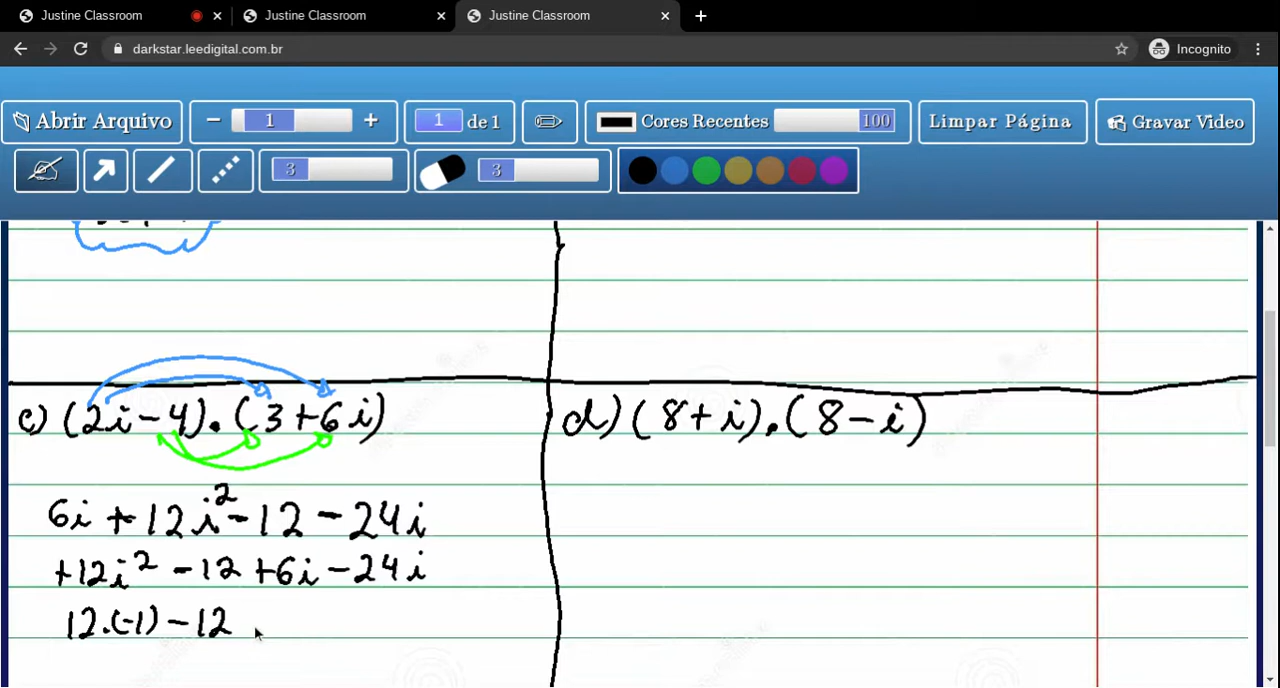 Justine Classroom
Justine Classroom
Justine Classroom
darkstar.leedigital.com.br
Incognito
Abrir Arquivo
− 1 +
1 de 1
Cores Recentes
100
Limpar Página
Gravar Video
3
3
c) (2i-4).(3+6i)
d) (8+i).(8-i)
6i+12i²-12-24i
+12i²-12+6i-24i
12.(-1)-12